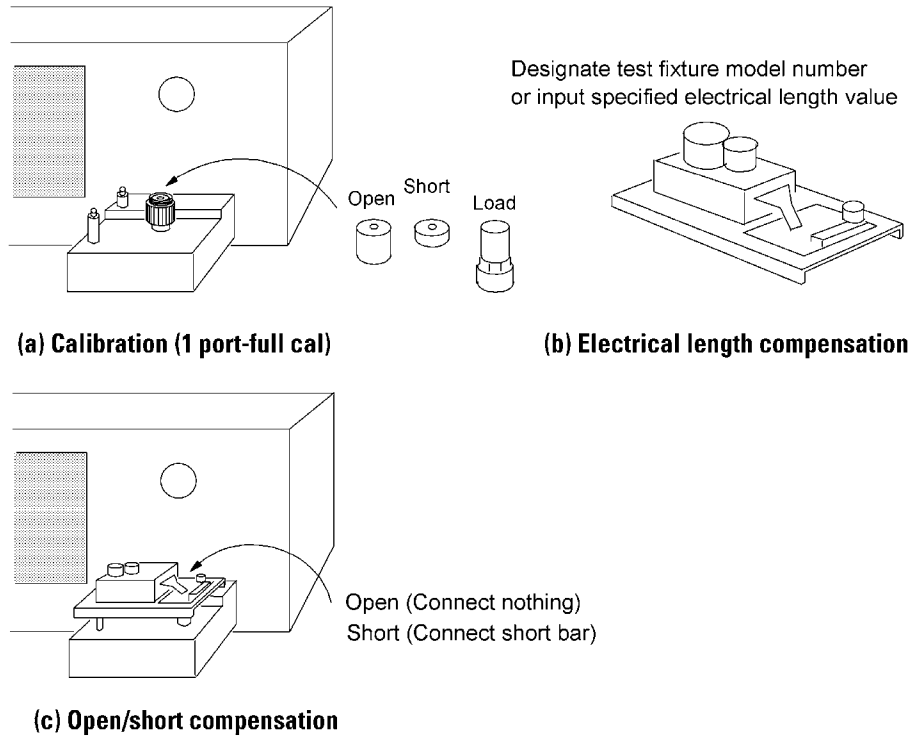 Designate test fixture model number
or input specified electrical length value
Open
Short
Load
(a) Calibration (1 port-full cal)
(b) Electrical length compensation
Open (Connect nothing)
Short (Connect short bar)
(c) Open/short compensation